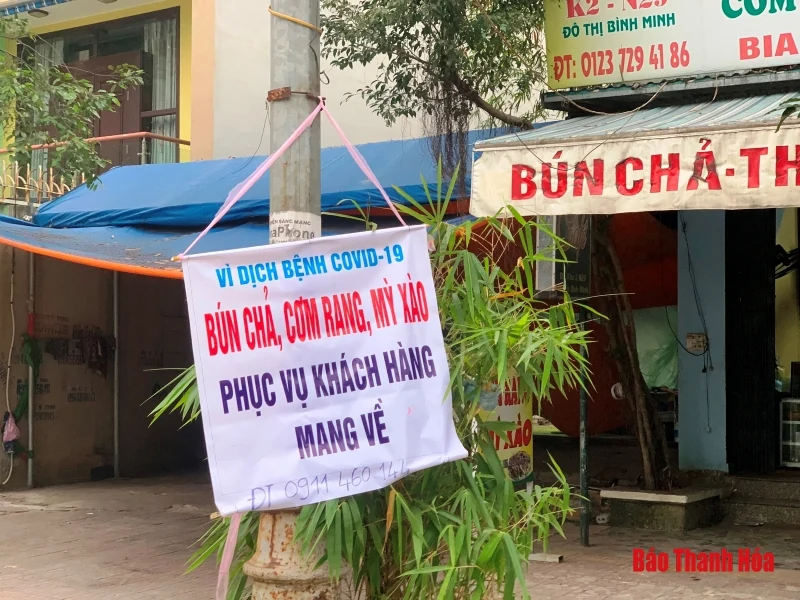 K2 - N25
CƠM
ĐÔ THỊ BÌNH MINH
BIA
ĐT: 0123 729 41 86
BÚN CHẢ·TH
VÌ DỊCH BỆNH COVID-19
BÚN CHẢ, CƠM RANG, MỲ XÀO
PHỤC VỤ KHÁCH HÀNG
MANG VỀ
ĐT 0911 460 144
XÀO
Báo Thanh Hóa